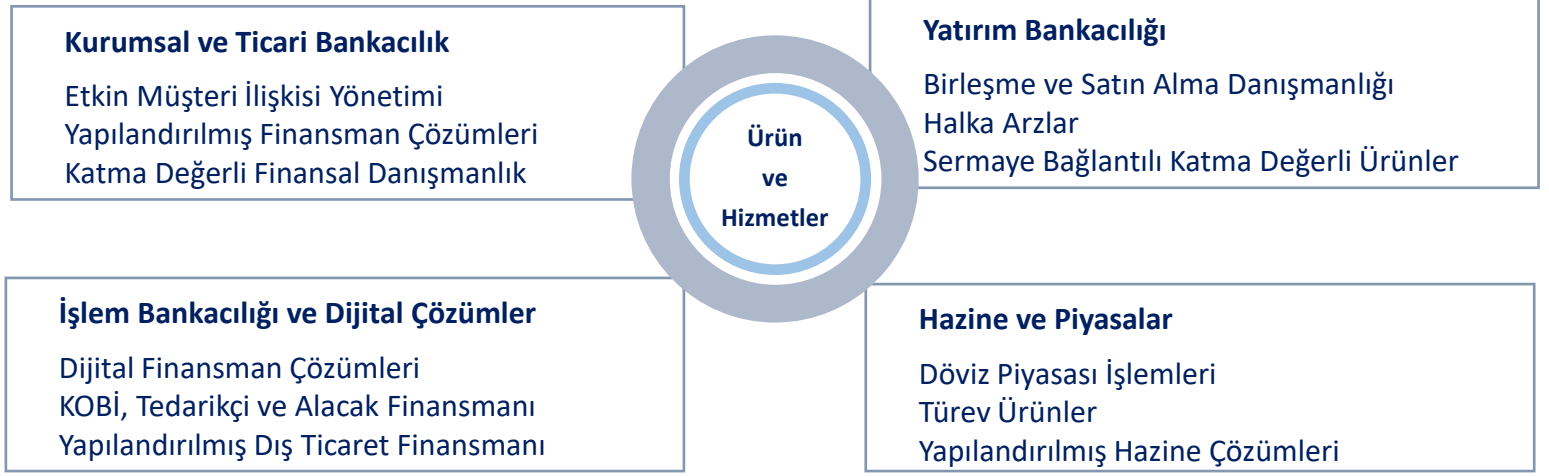 Kurumsal ve Ticari Bankacılık
Etkin Müşteri İlişkisi Yönetimi
Yapılandırılmış Finansman Çözümleri
Katma Değerli Finansal Danışmanlık
Yatırım Bankacılığı
Birleşme ve Satın Alma Danışmanlığı
Halka Arzlar
Sermaye Bağlantılı Katma Değerli Ürünler
Ürün
ve
Hizmetler
İşlem Bankacılığı ve Dijital Çözümler
Dijital Finansman Çözümleri
KOBİ, Tedarikçi ve Alacak Finansmanı
Yapılandırılmış Dış Ticaret Finansmanı
Hazine ve Piyasalar
Döviz Piyasası İşlemleri
Türev Ürünler
Yapılandırılmış Hazine Çözümleri